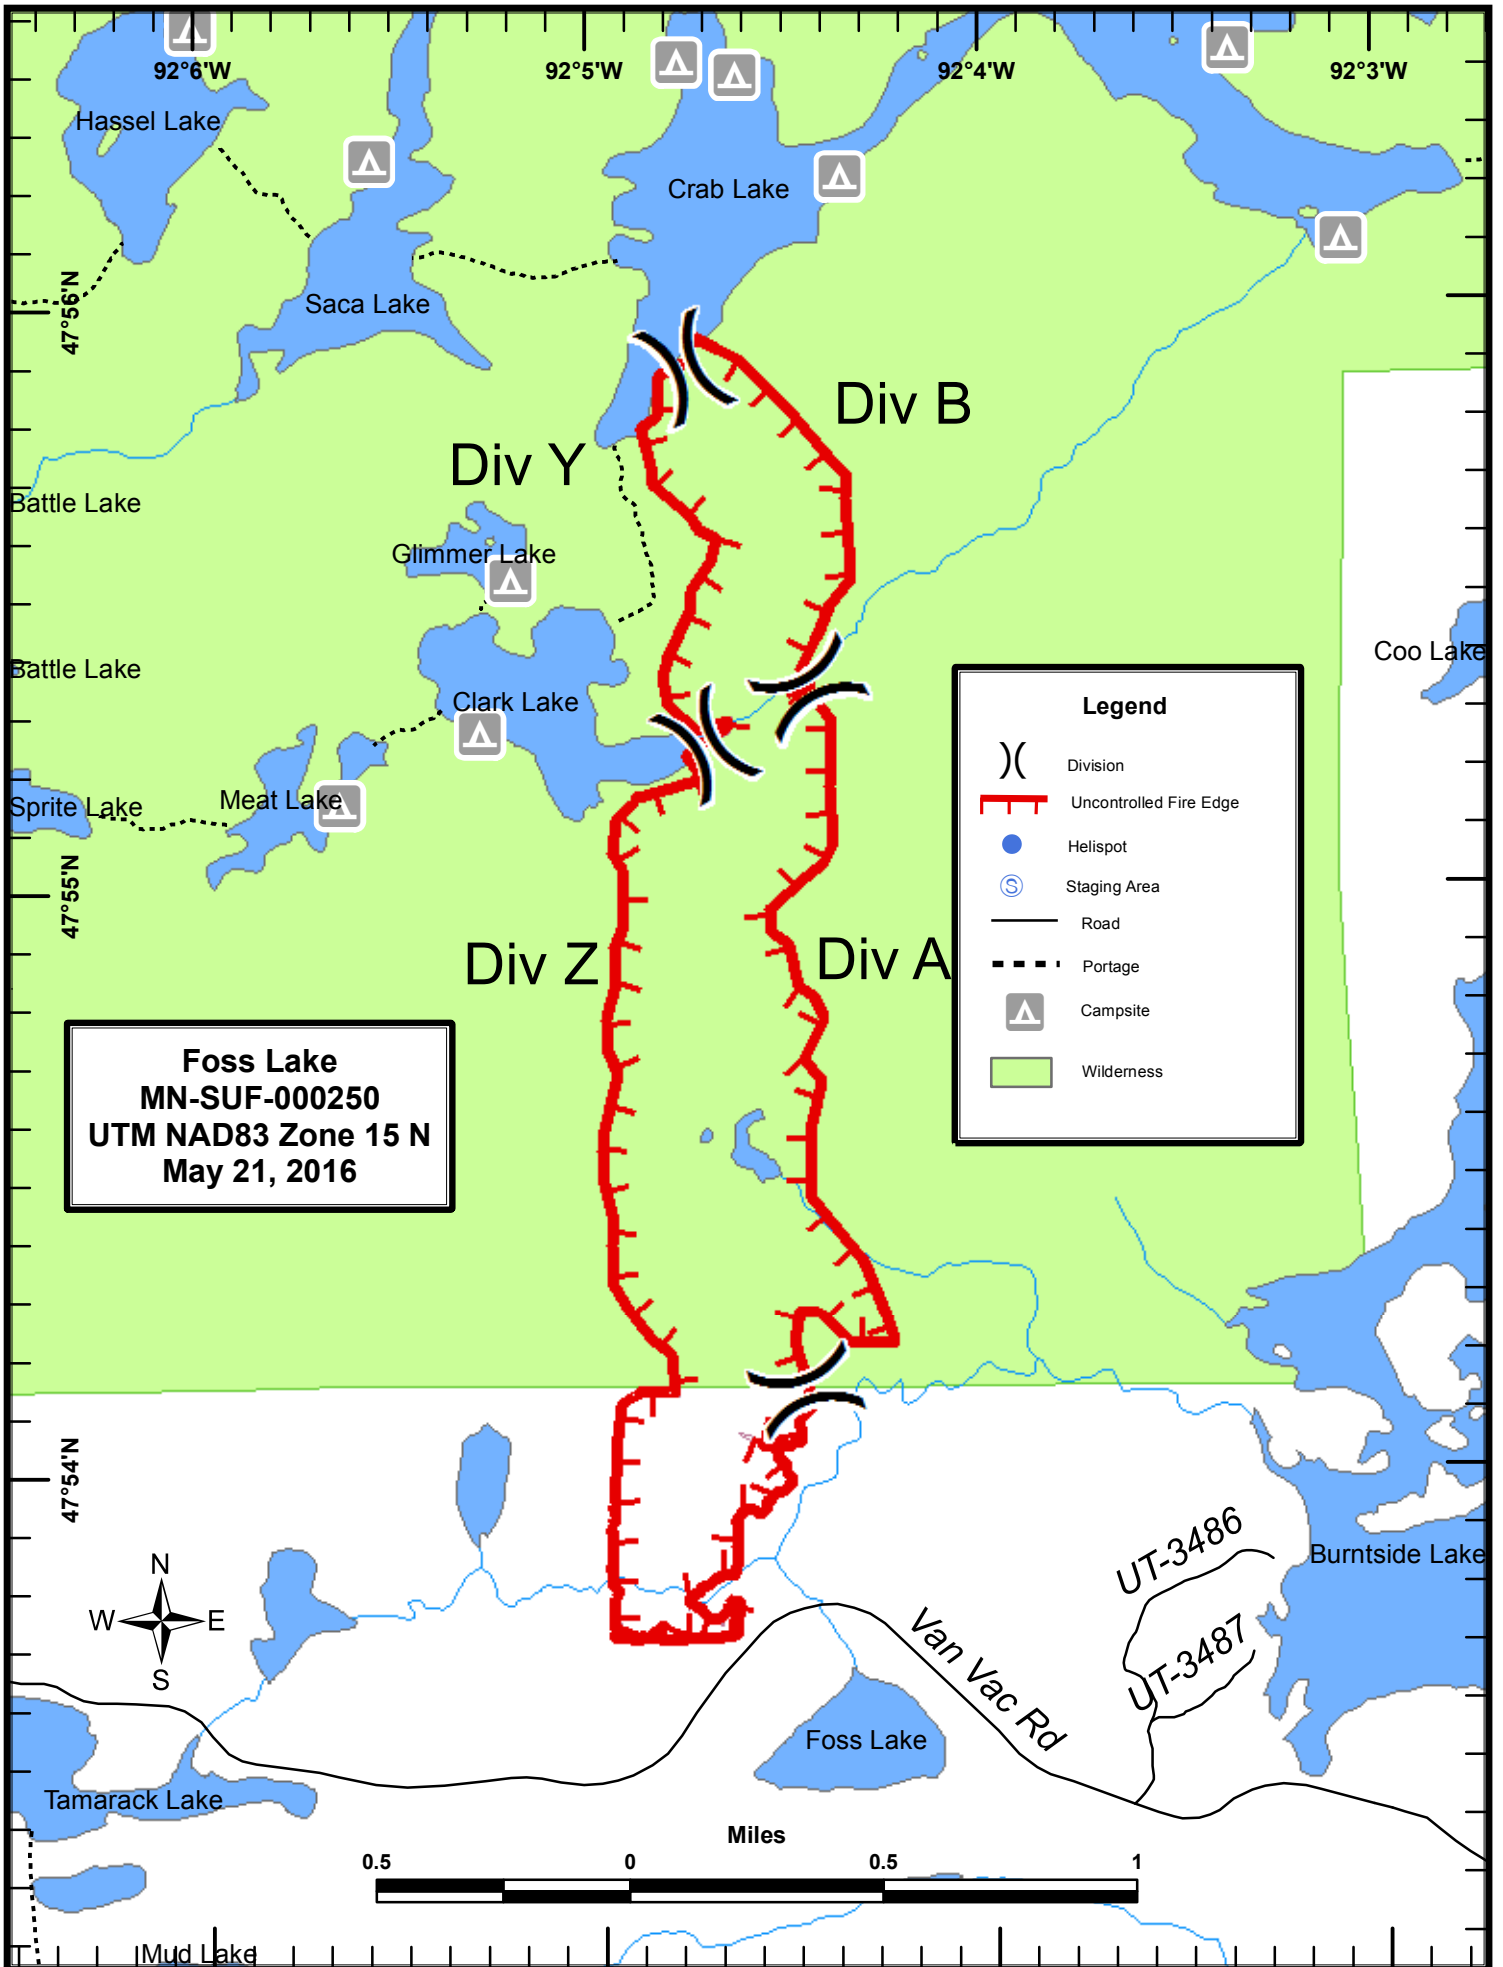 92°6'W
92°5'W
92°4'W
92°3'W
Hassel Lake
Crab Lake
Saca Lake
47°56'N
Div B
Div Y
Battle Lake
Glimmer Lake
Coo Lake
Battle Lake
Clark Lake
Legend
Division
Uncontrolled Fire Edge
Helispot
S
Staging Area
Road
Portage
Campsite
Wilderness
Sprite Lake
Meat Lake
47°55'N
Div Z
Div A
Foss Lake
MN-SUF-000250
UTM NAD83 Zone 15 N
May 21, 2016
47°54'N
UT-3486
Burntside Lake
N
W
E
S
UT-3487
Van Vac Rd
Foss Lake
Tamarack Lake
Miles
0.5
0
0.5
1
Mud Lake